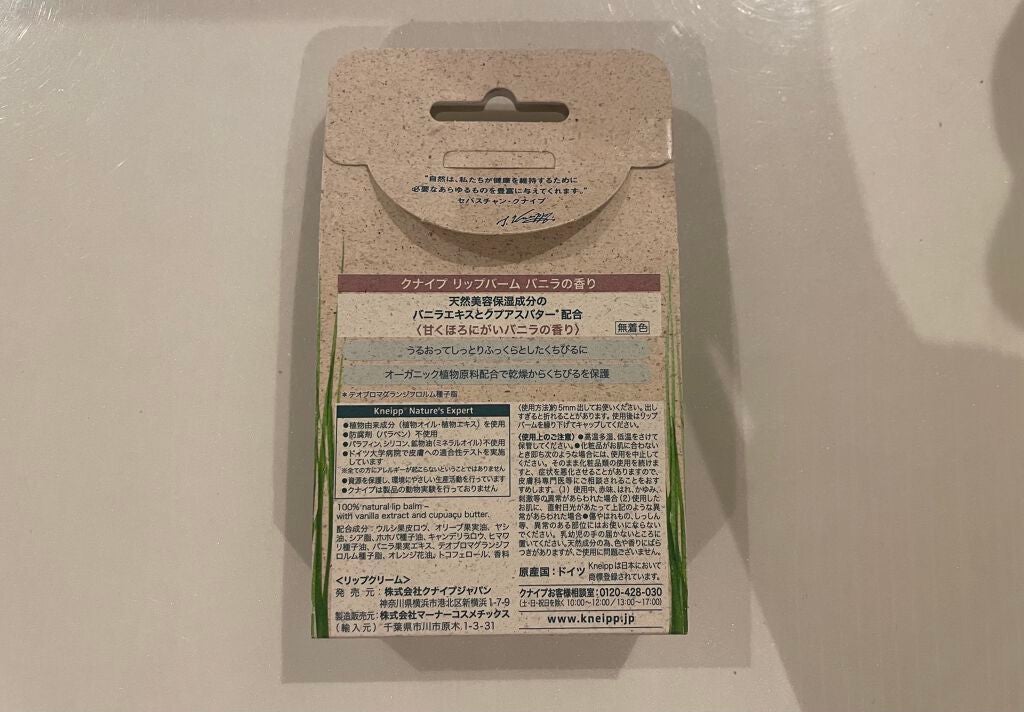 "自然は、私たちが健康を維持するために
必要なあらゆるものを豊富に与えてくれます。"
セバスチャン・クナイプ
クナイプ リップバーム バニラの香り
天然美容保湿成分の
バニラエキスとクプアスバター*配合
〈甘くほろにがいバニラの香り〉
無着色
うるおってしっとりふっくらとしたくちびるに
オーガニック植物原料配合で乾燥からくちびるを保護
*テオブロマグランジフロルム種子脂
Kneipp® Nature's Expert
●植物由来成分(植物オイル・植物エキス)を使用
●防腐剤(パラベン)不使用
●パラフィン、シリコン、鉱物油(ミネラルオイル)不使用
●ドイツ大学病院で皮膚への適合性テストを実施
しています
※全ての方にアレルギーが起こらないということではありません
●資源を保護し、環境にやさしい生産活動を行っています
●クナイプは製品の動物実験を行っておりません
100% natural lip balm –
with vanilla extract and cupuaçu butter.
配合成分:ウルシ果皮ロウ、オリーブ果実油、ヤシ
油、シア脂、ホホバ種子油、キャンデリラロウ、ヒマワ
リ種子油、バニラ果実エキス、テオブロマグランジフ
ロルム種子脂、オレンジ花油、トコフェロール、香料
<リップクリーム>
発売元:株式会社クナイプジャパン
神奈川県横浜市港北区新横浜1-7-9
製造販売元:株式会社マーナーコスメチックス
(輸入元) 千葉県市川市原木1-3-31
〈使用方法〉約5mm出してお使いください。出し
すぎると折れることがあります。使用後はリップ
バームを繰り下げてキャップしてください。
〈使用上のご注意〉●高温多湿、低温をさけて
保管してください。●化粧品がお肌に合わない
とき即ち次のような場合には、使用を中止して
ください。そのまま化粧品類の使用を続けま
すと、症状を悪化させることがありますので、
皮膚科専門医等にご相談されることをおす
すめします。(1)使用中、赤味、はれ、かゆみ、
刺激等の異常があらわれた場合(2)使用した
お肌に、直射日光があたって上記のような異
常があらわれた場合●傷やはれもの、しっしん
等、異常のある部位にはお使いにならない
でください。乳幼児の手の届かないところに
置いてください。天然成分の為、色や香りにばら
つきがありますが、ご使用に問題ございません。
原産国:ドイツ
Kneippは日本において
商標登録されています。
クナイプお客様相談室:0120-428-030
(土・日・祝日を除く 10:00～12:00/13:00～17:00)
www.kneipp.jp